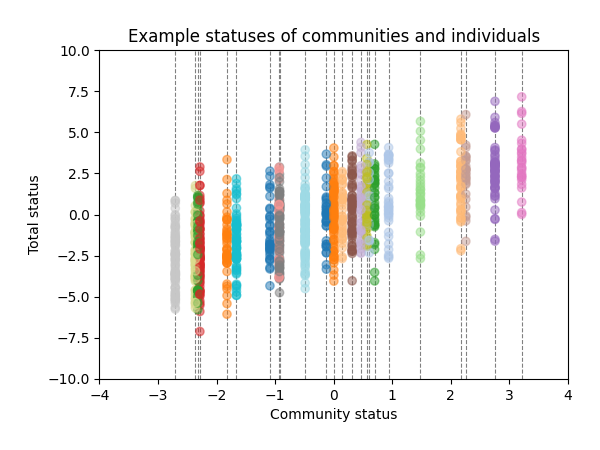 Example statuses of communities and individuals
10.0
7.5
5.0
2.5
0.0
−2.5
−5.0
−7.5
−10.0
Total status
−4 −3 −2 −1 0 1 2 3 4
Community status